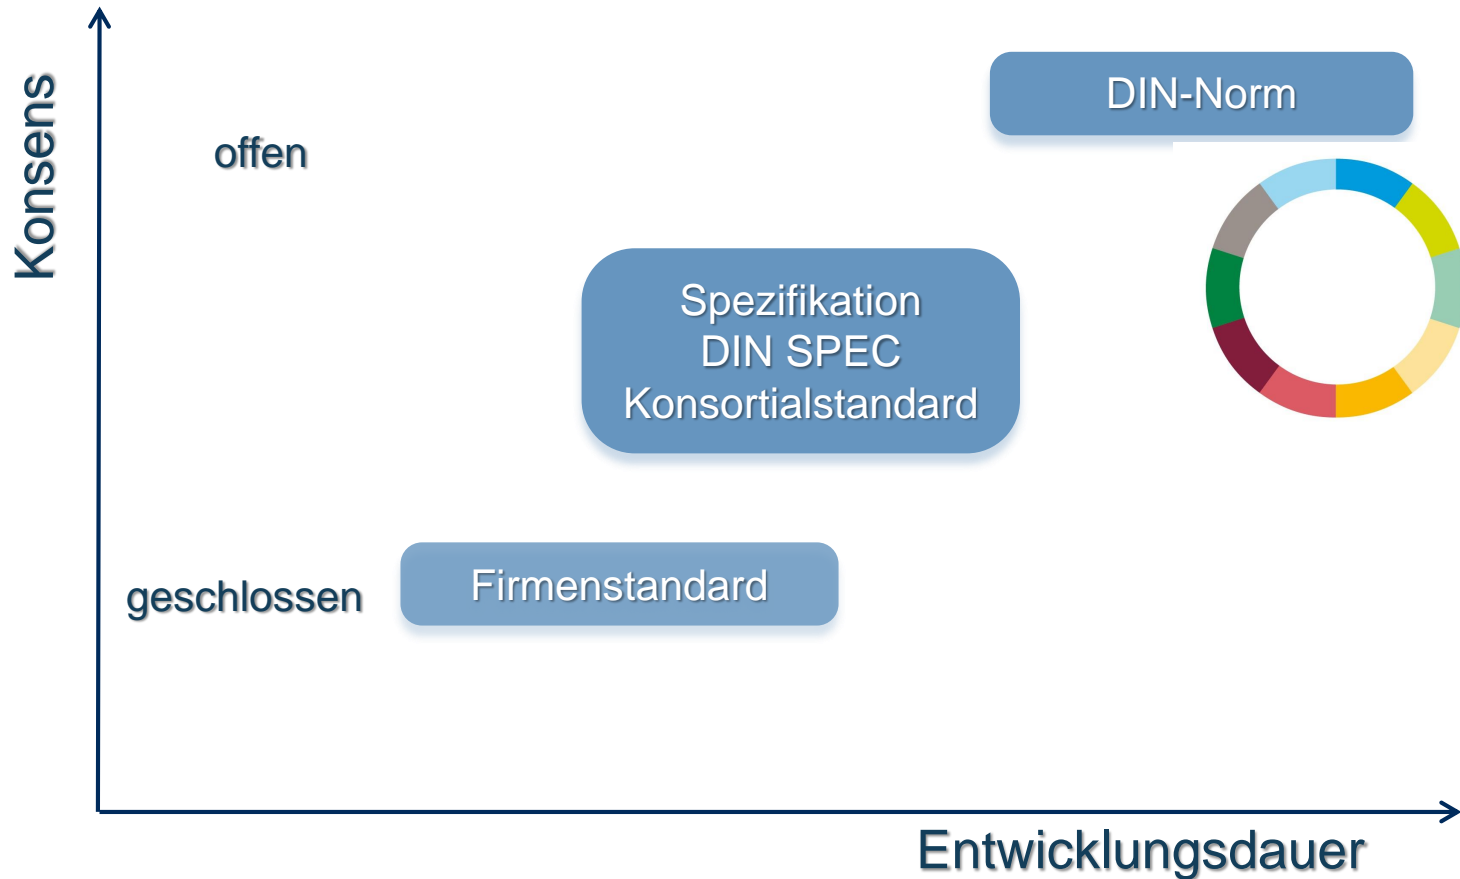 Konsens
offen
DIN-Norm
Spezifikation
DIN SPEC
Konsortialstandard
geschlossen
Firmenstandard
Entwicklungsdauer